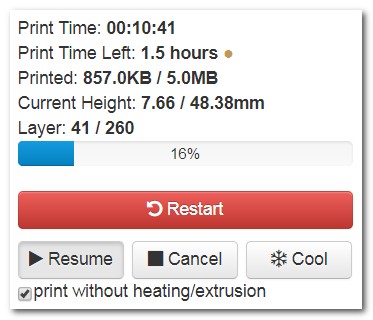 Print Time: 00:10:41
Print Time Left: 1.5 hours
Printed: 857.0KB / 5.0MB
Current Height: 7.66 / 48.38mm
Layer: 41 / 260
16%
Restart
Resume Cancel Cool
print without heating/extrusion